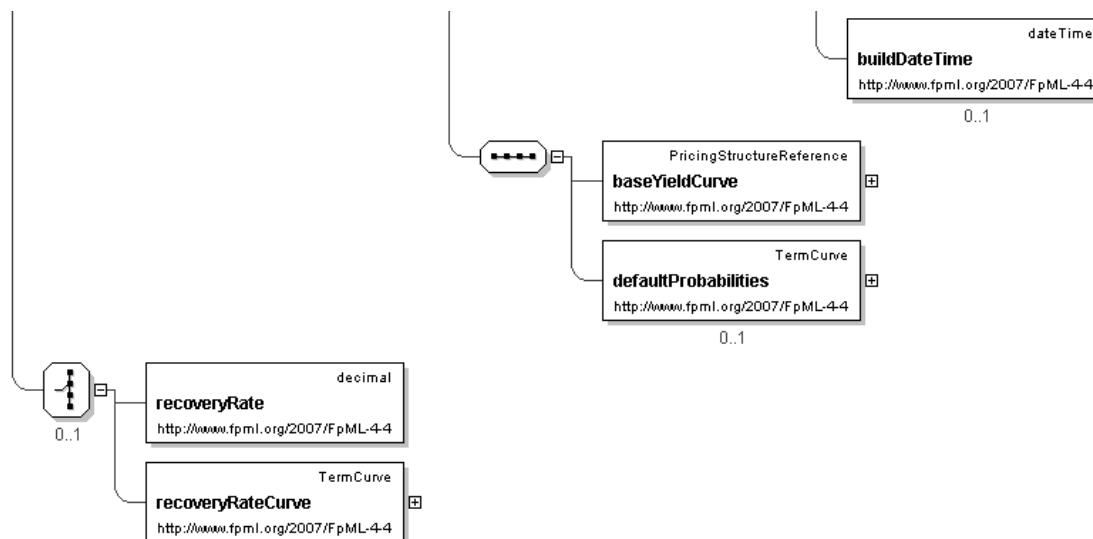 dateTime
buildDateTime
http://www.fpml.org/2007/FpML-4-4
0..1
PricingStructureReference
baseYieldCurve
http://www.fpml.org/2007/FpML-4-4
TermCurve
defaultProbabilities
http://www.fpml.org/2007/FpML-4-4
0..1
decimal
recoveryRate
http://www.fpml.org/2007/FpML-4-4
0..1
TermCurve
recoveryRateCurve
http://www.fpml.org/2007/FpML-4-4